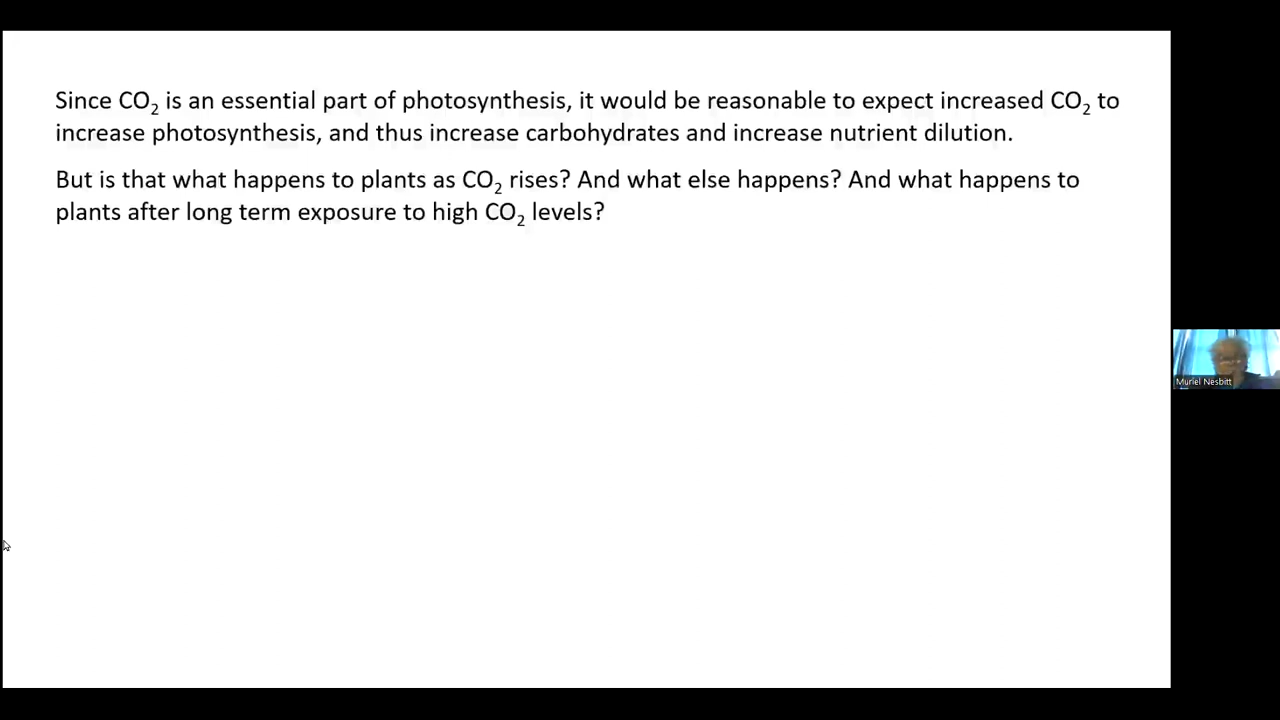 Since CO₂ is an essential part of photosynthesis, it would be reasonable to expect increased CO₂ to
increase photosynthesis, and thus increase carbohydrates and increase nutrient dilution.
But is that what happens to plants as CO₂ rises? And what else happens? And what happens to
plants after long term exposure to high CO₂ levels?
Muriel Nesbitt